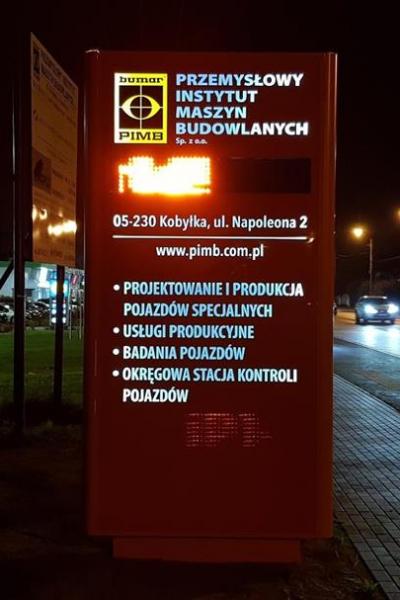 bumar
PIMB
PRZEMYSŁOWY
INSTYTUT
MASZYN
BUDOWLANYCH
Sp. z o.o.
05-230 Kobyłka, ul. Napoleona 2
www.pimb.com.pl
• PROJEKTOWANIE I PRODUKCJA
POJAZDÓW SPECJALNYCH
• USŁUGI PRODUKCYJNE
• BADANIA POJAZDÓW
• OKRĘGOWA STACJA KONTROLI
POJAZDÓW